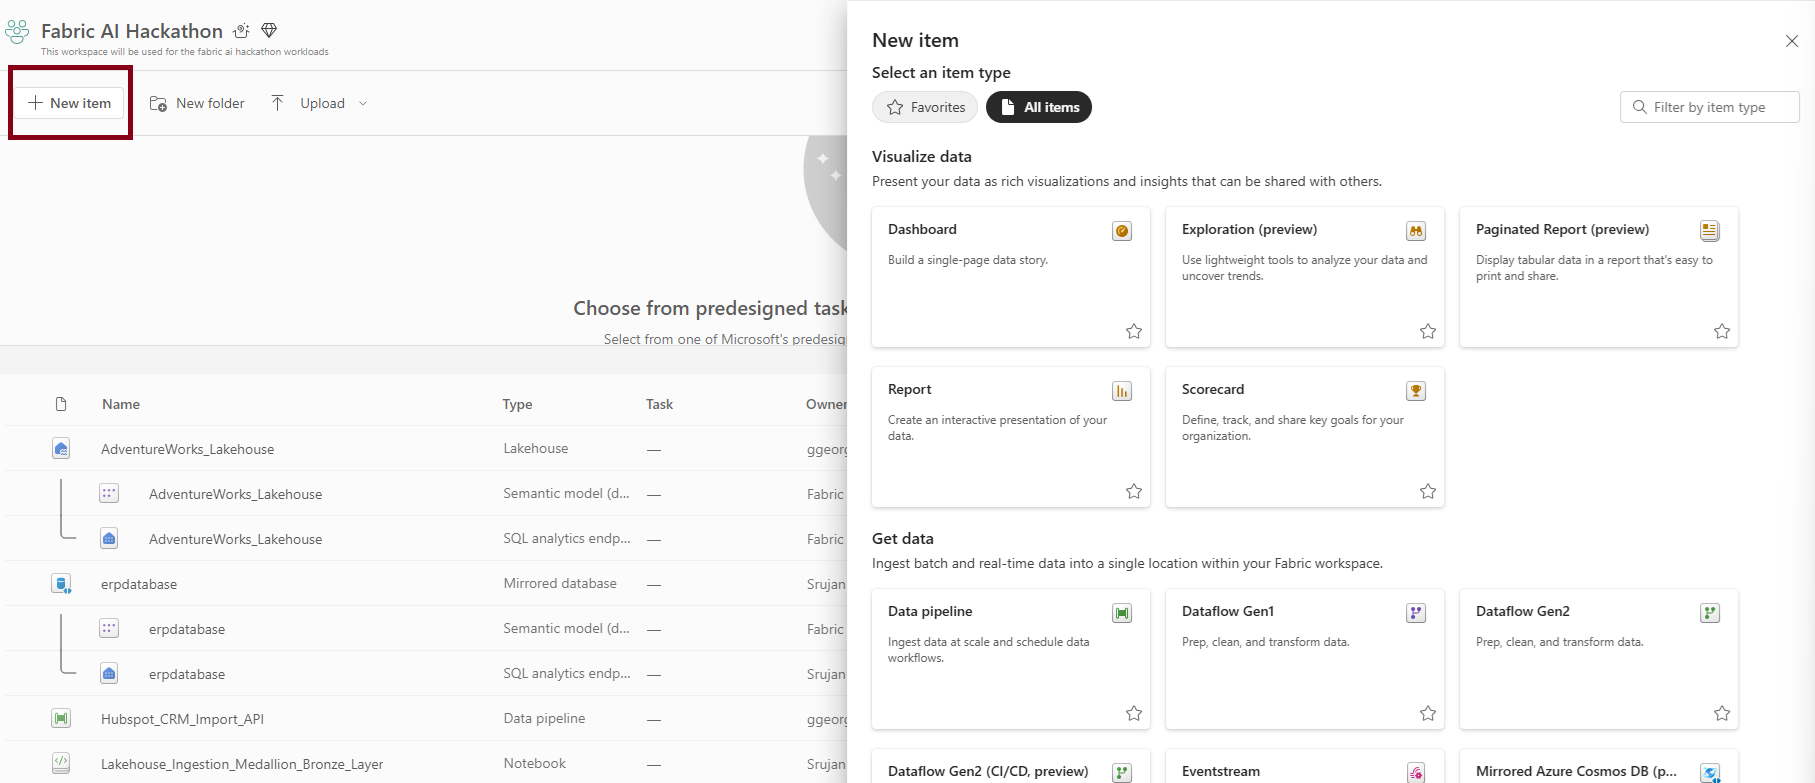 Fabric AI Hackathon
This workspace will be used for the fabric ai hackathon workloads
New item
New folder
Upload
Choose from predesigned task
Select from one of Microsoft's predesig
Name Type Task Owner
AdventureWorks_Lakehouse Lakehouse — ggeorg
AdventureWorks_Lakehouse Semantic model (d... — Fabric
AdventureWorks_Lakehouse SQL analytics endp... — Fabric
erpdatabase Mirrored database — Srujan
erpdatabase Semantic model (d... — Fabric
erpdatabase SQL analytics endp... — Srujan
Hubspot_CRM_Import_API Data pipeline — ggeorg
Lakehouse_Ingestion_Medallion_Bronze_Layer Notebook — Srujan
New item
Select an item type
Favorites
All items
Filter by item type
Visualize data
Present your data as rich visualizations and insights that can be shared with others.
Dashboard
Build a single-page data story.
Exploration (preview)
Use lightweight tools to analyze your data and
uncover trends.
Paginated Report (preview)
Display tabular data in a report that's easy to
print and share.
Report
Create an interactive presentation of your
data.
Scorecard
Define, track, and share key goals for your
organization.
Get data
Ingest batch and real-time data into a single location within your Fabric workspace.
Data pipeline
Ingest data at scale and schedule data
workflows.
Dataflow Gen1
Prep, clean, and transform data.
Dataflow Gen2
Prep, clean, and transform data.
Dataflow Gen2 (CI/CD, preview)
Eventstream
Mirrored Azure Cosmos DB (p...